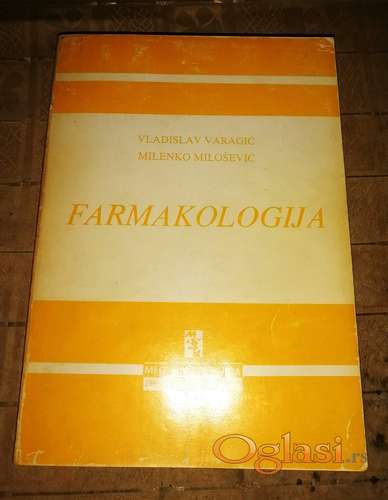 VLADISLAV VARAGIĆ
MILENKO MILOŠEVIĆ
FARMAKOLOGIJA
Oglasi.rs